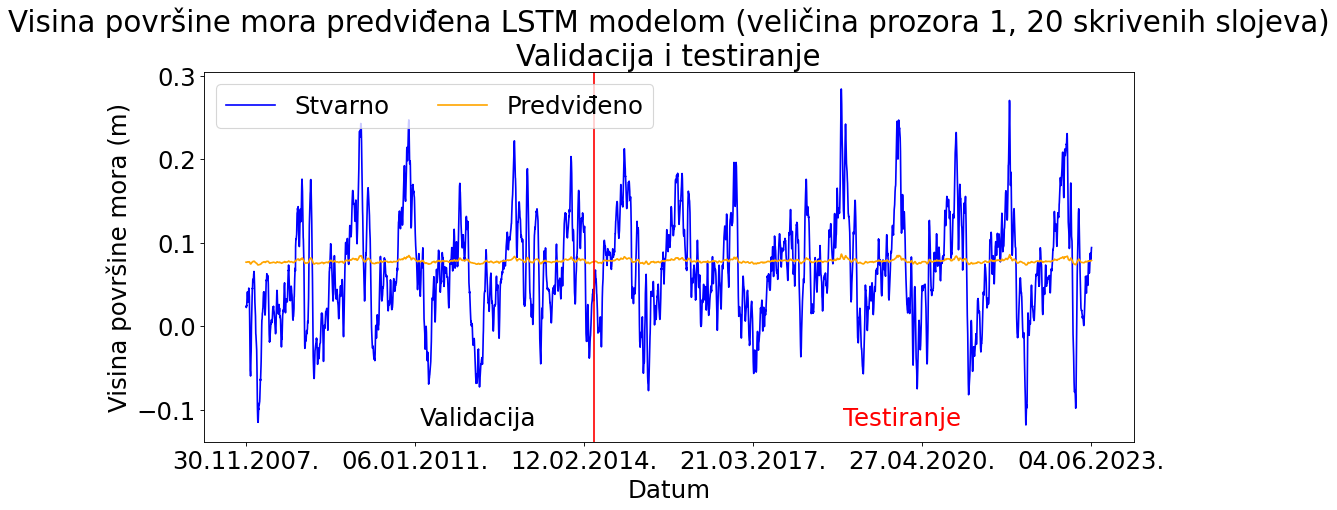 Visina površine mora predviđena LSTM modelom (veličina prozora 1, 20 skrivenih slojeva)
Validacija i testiranje
Stvarno
Predviđeno
Visina površine mora (m)
0.3
0.2
0.1
0.0
−0.1
Validacija
Testiranje
30.11.2007.
06.01.2011.
12.02.2014.
21.03.2017.
27.04.2020.
04.06.2023.
Datum